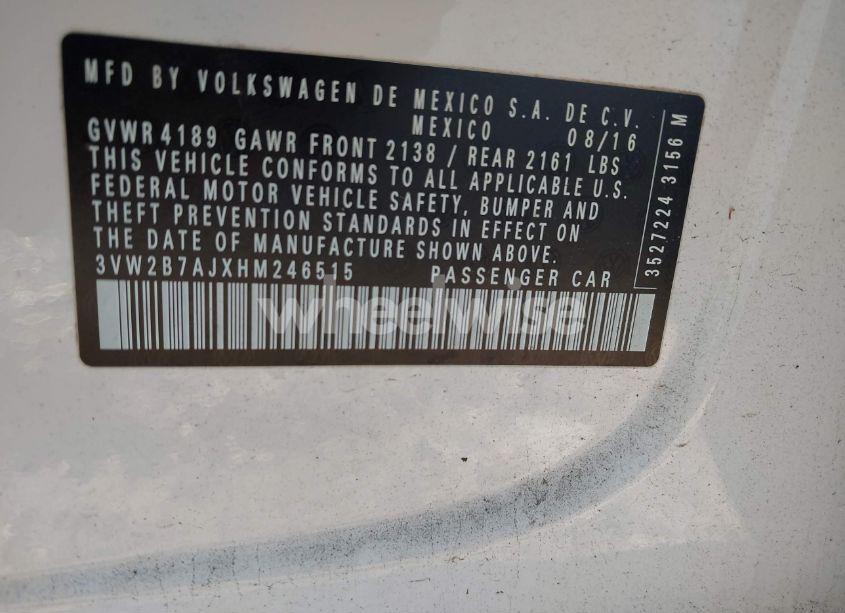 MFD BY VOLKSWAGEN DE MEXICO S.A. DE C.V.
MEXICO 08/16
GVWR 4189 GAWR FRONT 2138 / REAR 2161 LBS
THIS VEHICLE CONFORMS TO ALL APPLICABLE U.S.
FEDERAL MOTOR VEHICLE SAFETY, BUMPER AND
THEFT PREVENTION STANDARDS IN EFFECT ON
THE DATE OF MANUFACTURE SHOWN ABOVE.
3VW2B7AJXHM246515 PASSENGER CAR
3527224 3156 M
wheelwise